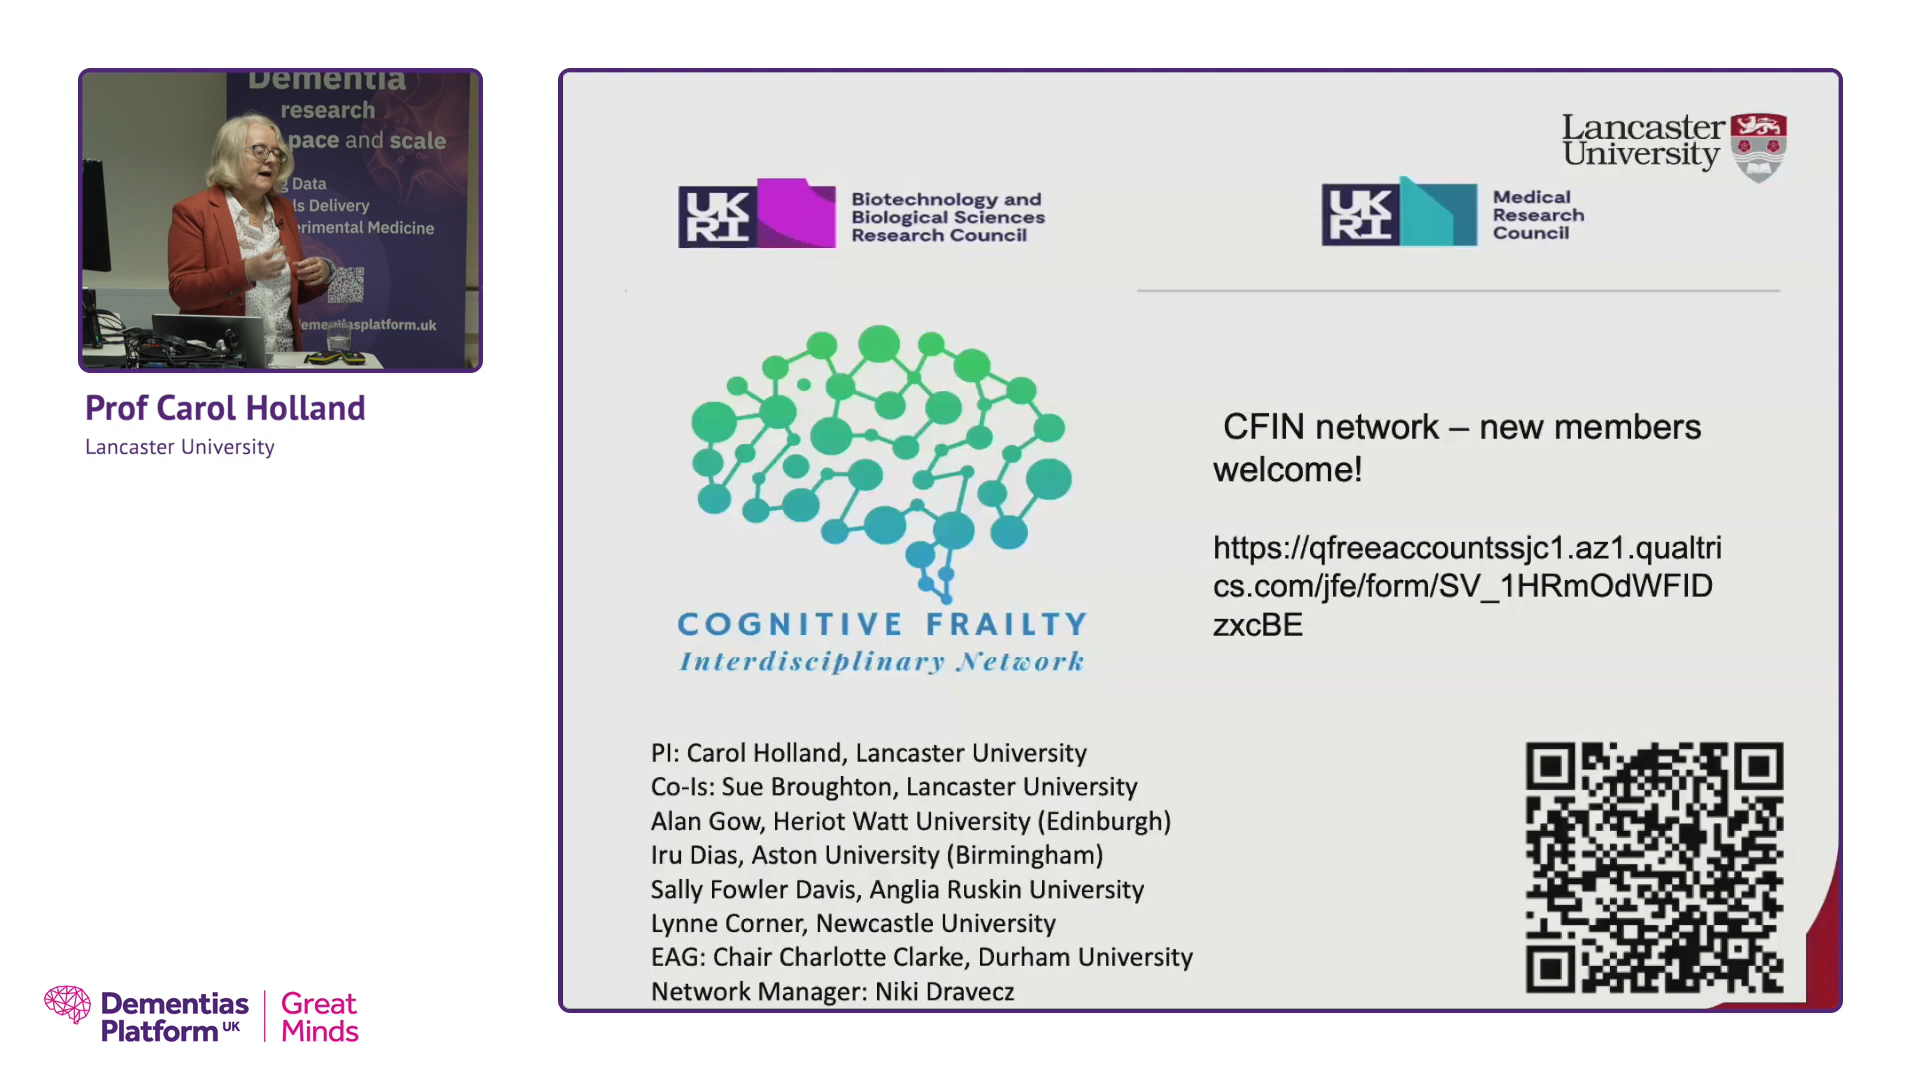 Dementia
research
pace and scale
Data
ls Delivery
erimental Medicine
dementiasplatform.uk
Prof Carol Holland
Lancaster University
Lancaster
University
UK
RI
Biotechnology and
Biological Sciences
Research Council
UK
RI
Medical
Research
Council
COGNITIVE FRAILTY
Interdisciplinary Network
CFIN network – new members
welcome!
https://qfreeaccountssjc1.az1.qualtri
cs.com/jfe/form/SV_1HRmOdWFID
zxcBE
PI: Carol Holland, Lancaster University
Co-Is: Sue Broughton, Lancaster University
Alan Gow, Heriot Watt University (Edinburgh)
Iru Dias, Aston University (Birmingham)
Sally Fowler Davis, Anglia Ruskin University
Lynne Corner, Newcastle University
EAG: Chair Charlotte Clarke, Durham University
Network Manager: Niki Dravecz
Dementias
Platform UK
Great
Minds